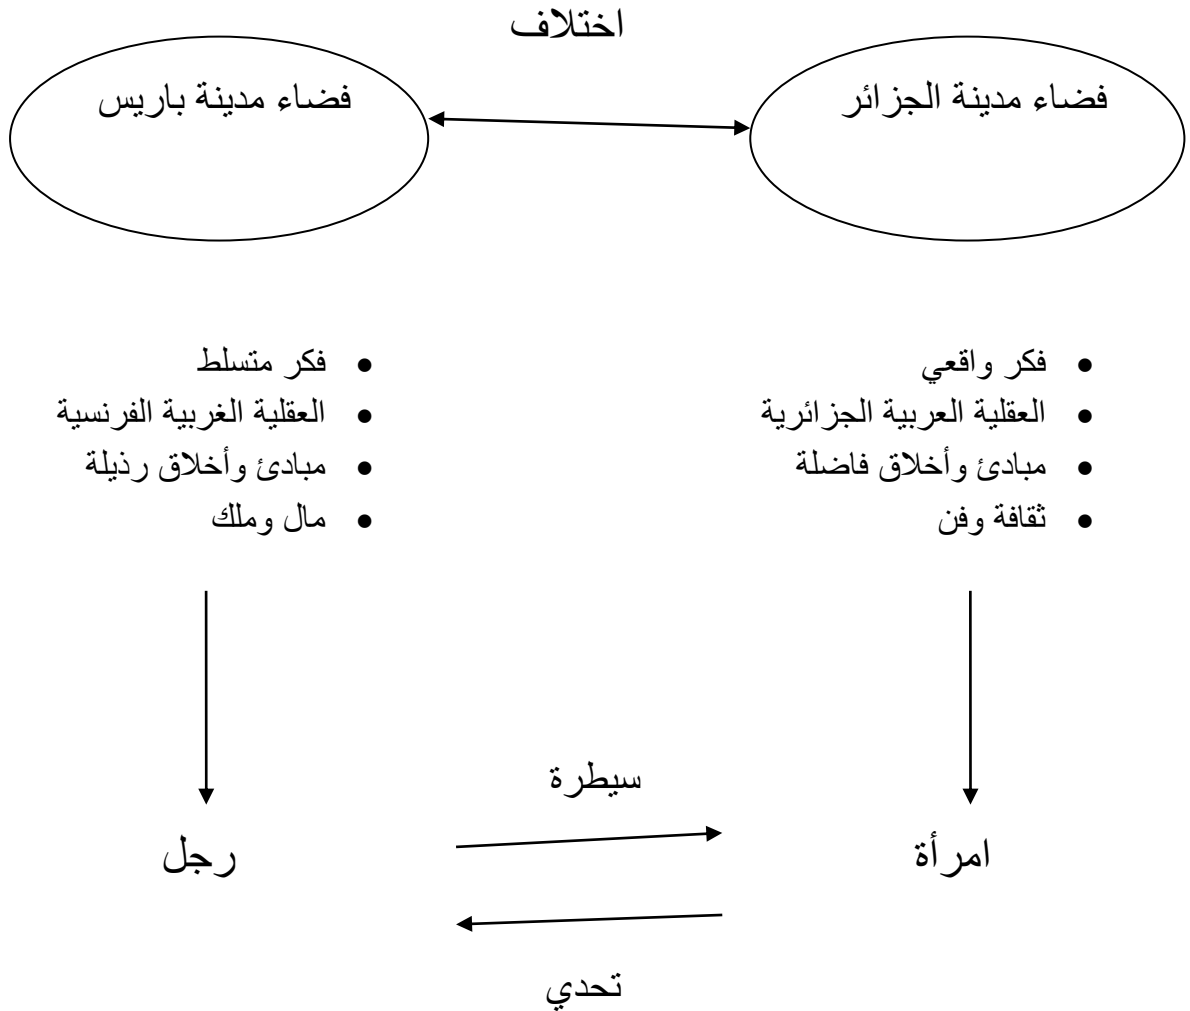 اختلاف
فضاء مدينة الجزائر
فضاء مدينة باريس
• فكر واقعي
• العقلية العربية الجزائرية
• مبادئ وأخلاق فاضلة
• ثقافة وفن
• فكر متسلط
• العقلية الغربية الفرنسية
• مبادئ وأخلاق رذيلة
• مال وملك
سيطرة
امرأة
رجل
تحدي